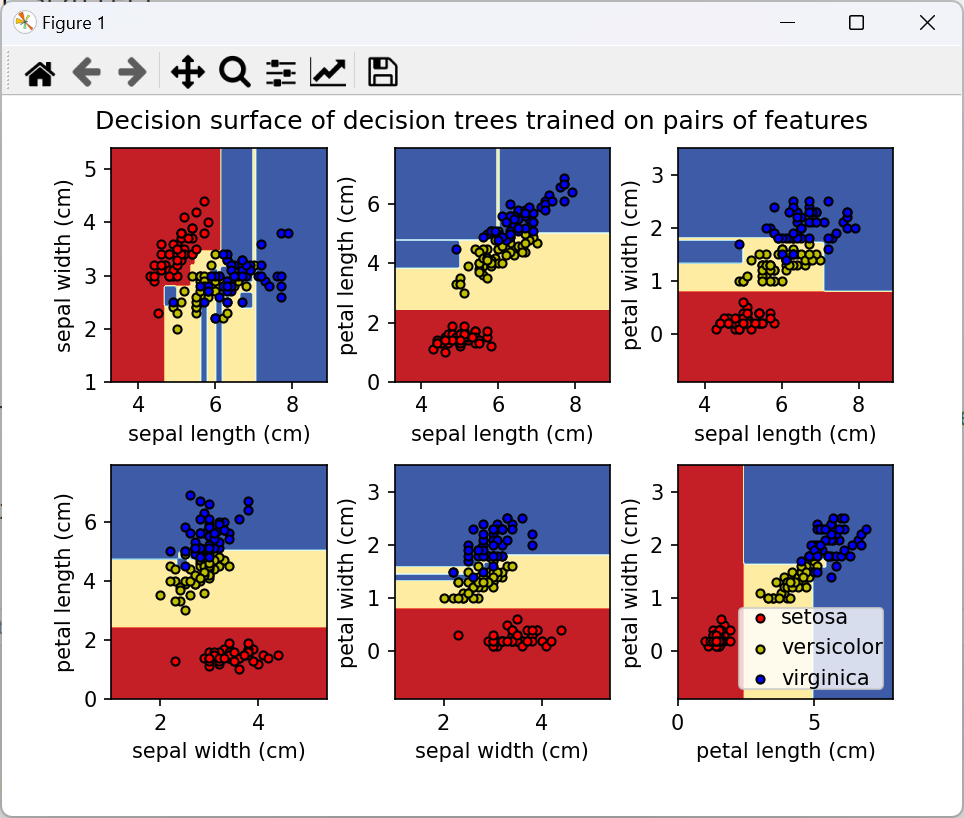 Figure 1
Decision surface of decision trees trained on pairs of features
5
4
3
2
1
sepal width (cm)
4 6 8
sepal length (cm)
6
4
2
0
petal length (cm)
4 6 8
sepal length (cm)
3
2
1
0
petal width (cm)
4 6 8
sepal length (cm)
6
4
2
0
petal length (cm)
2 4
sepal width (cm)
3
2
1
0
petal width (cm)
2 4
sepal width (cm)
3
2
1
0
petal width (cm)
setosa
versicolor
virginica
0 5
petal length (cm)